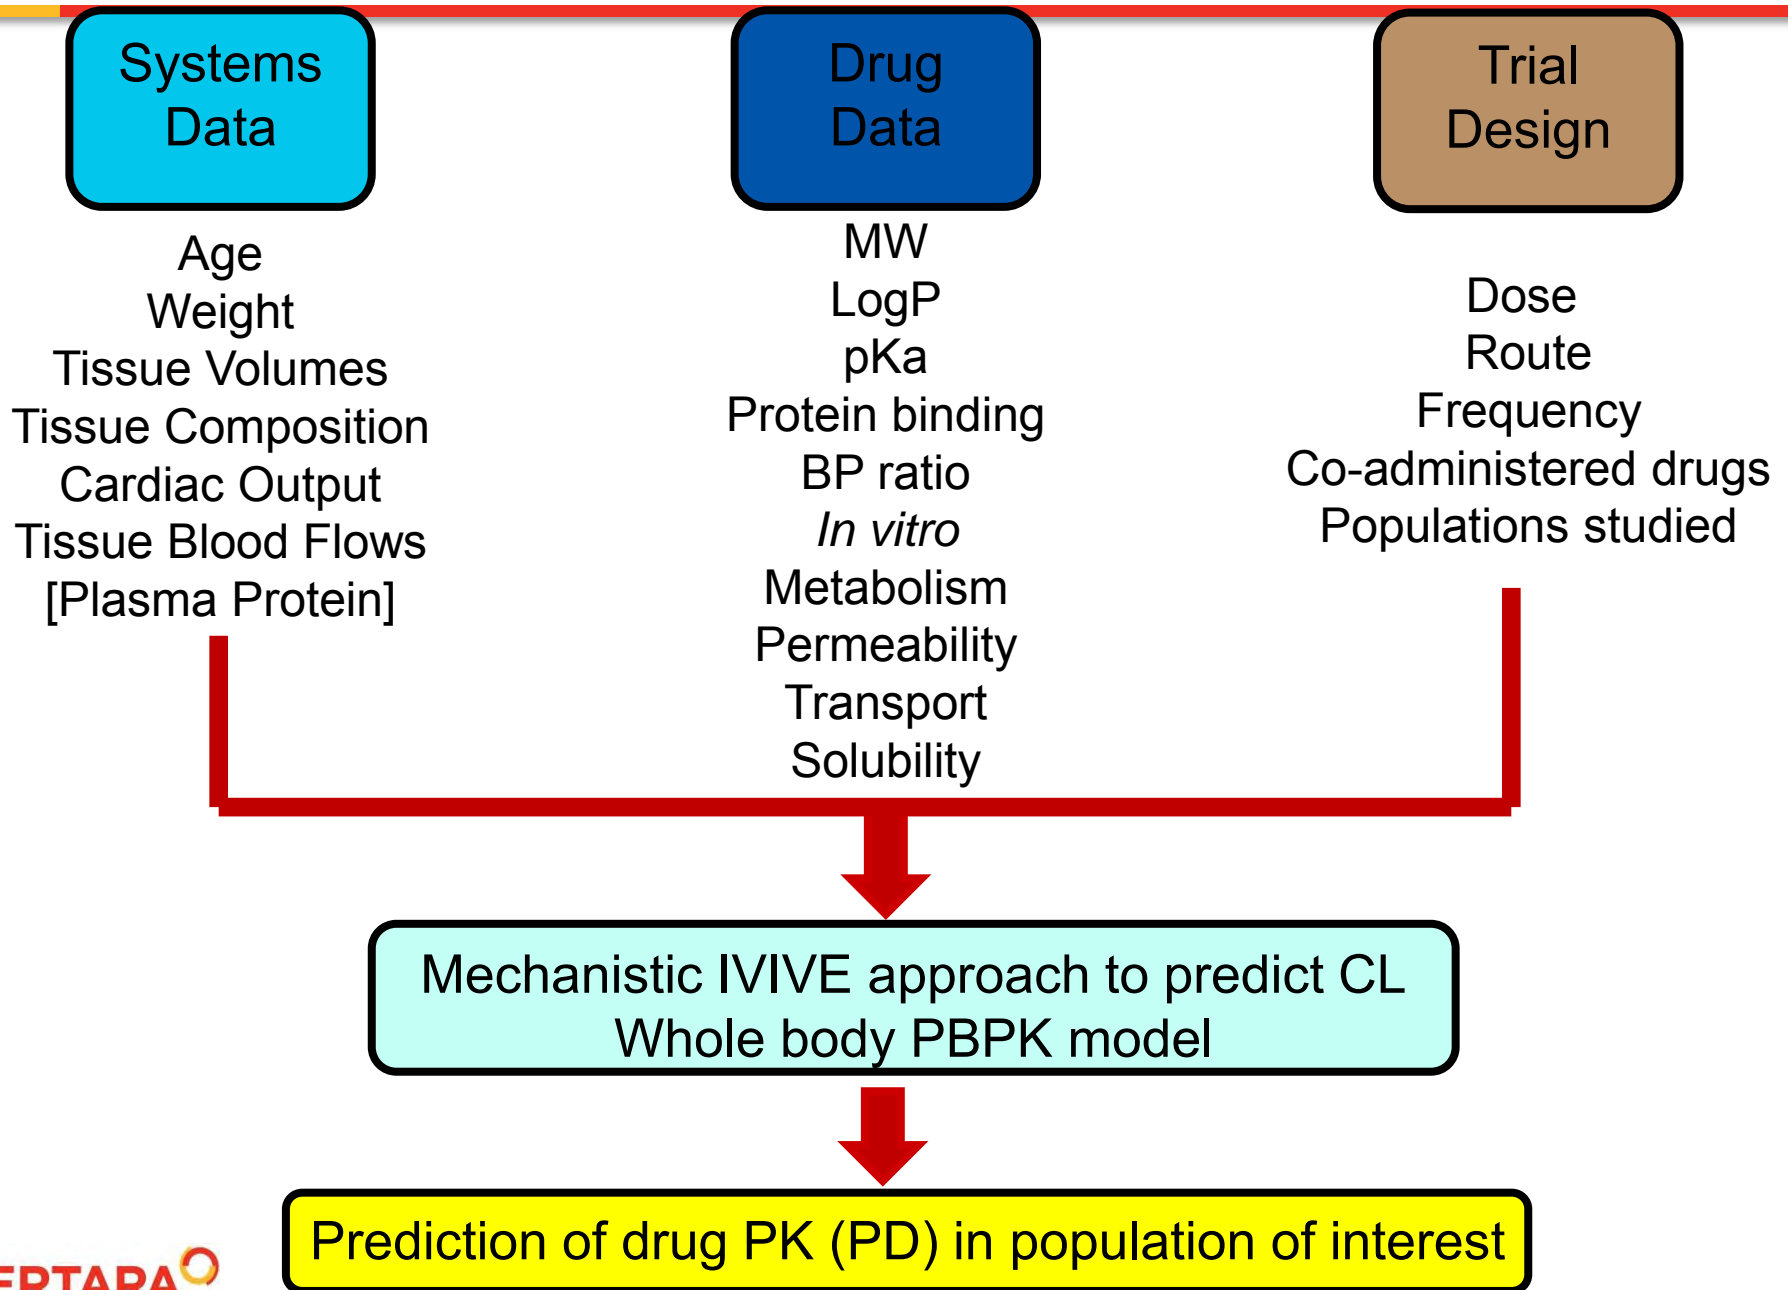 Systems
Data
Age
Weight
Tissue Volumes
Tissue Composition
Cardiac Output
Tissue Blood Flows
[Plasma Protein]
Drug
Data
MW
LogP
pKa
Protein binding
BP ratio
In vitro
Metabolism
Permeability
Transport
Solubility
Trial
Design
Dose
Route
Frequency
Co-administered drugs
Populations studied
Mechanistic IVIVE approach to predict CL
Whole body PBPK model
Prediction of drug PK (PD) in population of interest